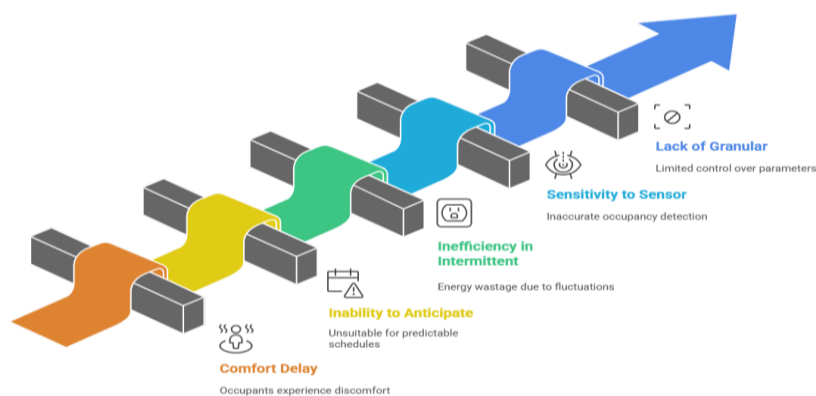 Lack of Granular
Limited control over parameters
Sensitivity to Sensor
Inaccurate occupancy detection
Inefficiency in
Intermittent
Energy wastage due to fluctuations
Inability to Anticipate
Unsuitable for predictable
schedules
Comfort Delay
Occupants experience discomfort